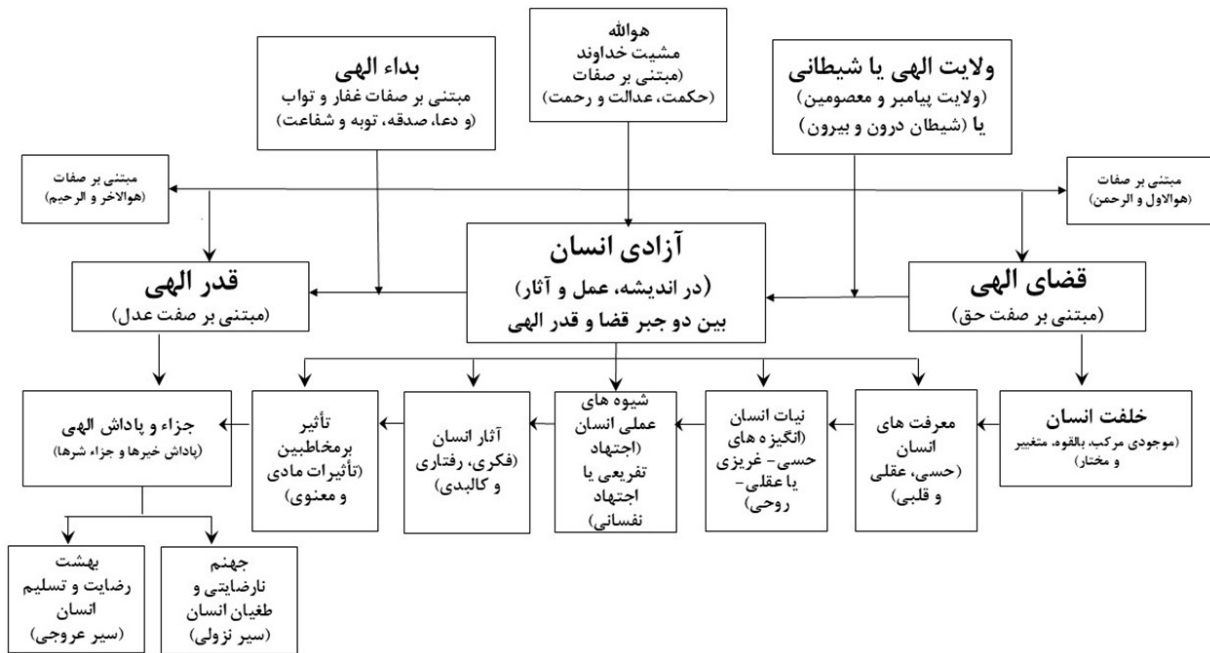 هوالله
مشیت خداوند
(مبتنی بر صفات
حکمت، عدالت و رحمت)
ولایت الهی یا شیطانی
(ولایت پیامبر و معصومین)
یا (شیطان درون و بیرون)
بداء الهی
مبتنی بر صفات غفار و تواب
(و دعا، صدقه، توبه و شفاعت)
مبتنی بر صفات
(هوالاول و الرحمن)
مبتنی بر صفات
(هوالاخر و الرحیم)
قضای الهی
(مبتنی بر صفت حق)
آزادی انسان
(در اندیشه، عمل و آثار)
بین دو جبر قضا و قدر الهی
قدر الهی
(مبتنی بر صفت عدل)
خلفت انسان
(موجودی مرکب، بالقوه، متغییر
و مختار)
معرفت های
انسان
(حسی، عقلی
و قلبی)
نیات انسان
(انگیزه های
حسی- غریزی
یا عقلی-
روحی)
شیوه های
عملی انسان
(اجتهاد
تفریعی یا
اجتهاد
نفسانی)
آثار انسان
(فکری، رفتاری
و کالبدی)
تأثیر
برمخاطبین
(تأثیرات مادی
و معنوی)
جزاء و پاداش الهی
(پاداش خیرها و جزاء شرها)
جهنم
نارضایتی و
طغیان انسان
(سیر نزولی)
بهشت
رضایت و تسلیم
انسان
(سیر عروجی)